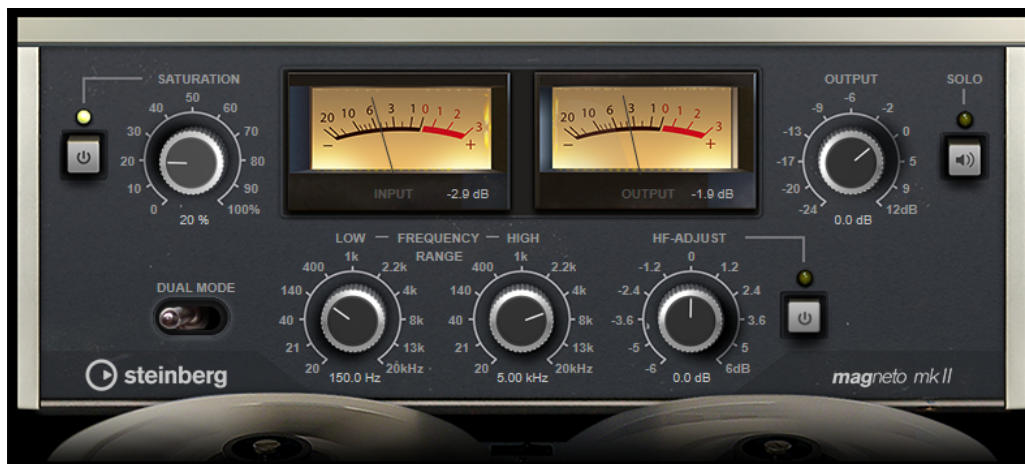 SATURATION
0 10 20 30 40 50 60 70 80 90 100%
20 %
20 10 6 3 1 0 1 2 3
- +
INPUT -2.9 dB
20 10 6 3 1 0 1 2 3
- +
OUTPUT -1.9 dB
OUTPUT
-24 -20 -17 -13 -9 -6 -2 0 5 9 12dB
0.0 dB
SOLO
DUAL MODE
LOW — FREQUENCY — HIGH
RANGE
20 21 40 140 400 1k 2.2k 4k 8k 13k 20kHz
150.0 Hz
20 21 40 140 400 1k 2.2k 4k 8k 13k 20kHz
5.00 kHz
HF-ADJUST
-6 -5 -3.6 -2.4 -1.2 0 1.2 2.4 3.6 5 6dB
0.0 dB
steinberg
magneto mkII